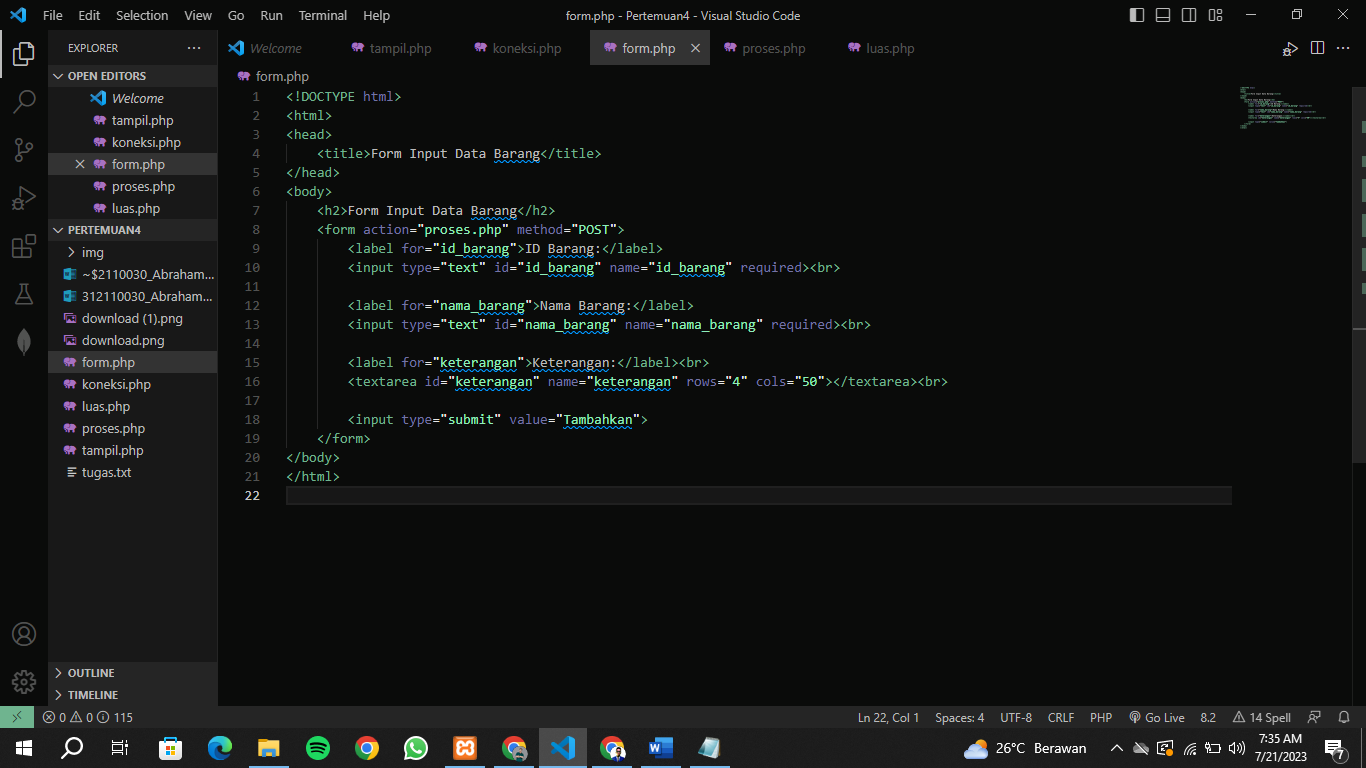 File Edit Selection View Go Run Terminal Help form.php - Pertemuan4 - Visual Studio Code
EXPLORER
OPEN EDITORS
Welcome
tampil.php
koneksi.php
form.php
proses.php
luas.php
PERTEMUAN4
img
~$2110030_Abraham...
312110030_Abraham...
download (1).png
download.png
form.php
koneksi.php
luas.php
proses.php
tampil.php
tugas.txt
OUTLINE
TIMELINE
Welcome tampil.php koneksi.php form.php proses.php luas.php
form.php
1 <!DOCTYPE html>
2 <html>
3 <head>
4 <title>Form Input Data Barang</title>
5 </head>
6 <body>
7 <h2>Form Input Data Barang</h2>
8 <form action="proses.php" method="POST">
9 <label for="id_barang">ID Barang:</label>
10 <input type="text" id="id_barang" name="id_barang" required><br>
11
12 <label for="nama_barang">Nama Barang:</label>
13 <input type="text" id="nama_barang" name="nama_barang" required><br>
14
15 <label for="keterangan">Keterangan:</label><br>
16 <textarea id="keterangan" name="keterangan" rows="4" cols="50"></textarea><br>
17
18 <input type="submit" value="Tambahkan">
19 </form>
20 </body>
21 </html>
22
0 0 115 Ln 22, Col 1 Spaces: 4 UTF-8 CRLF PHP Go Live 8.2 14 Spell
26°C Berawan 7:35 AM
7/21/2023
7